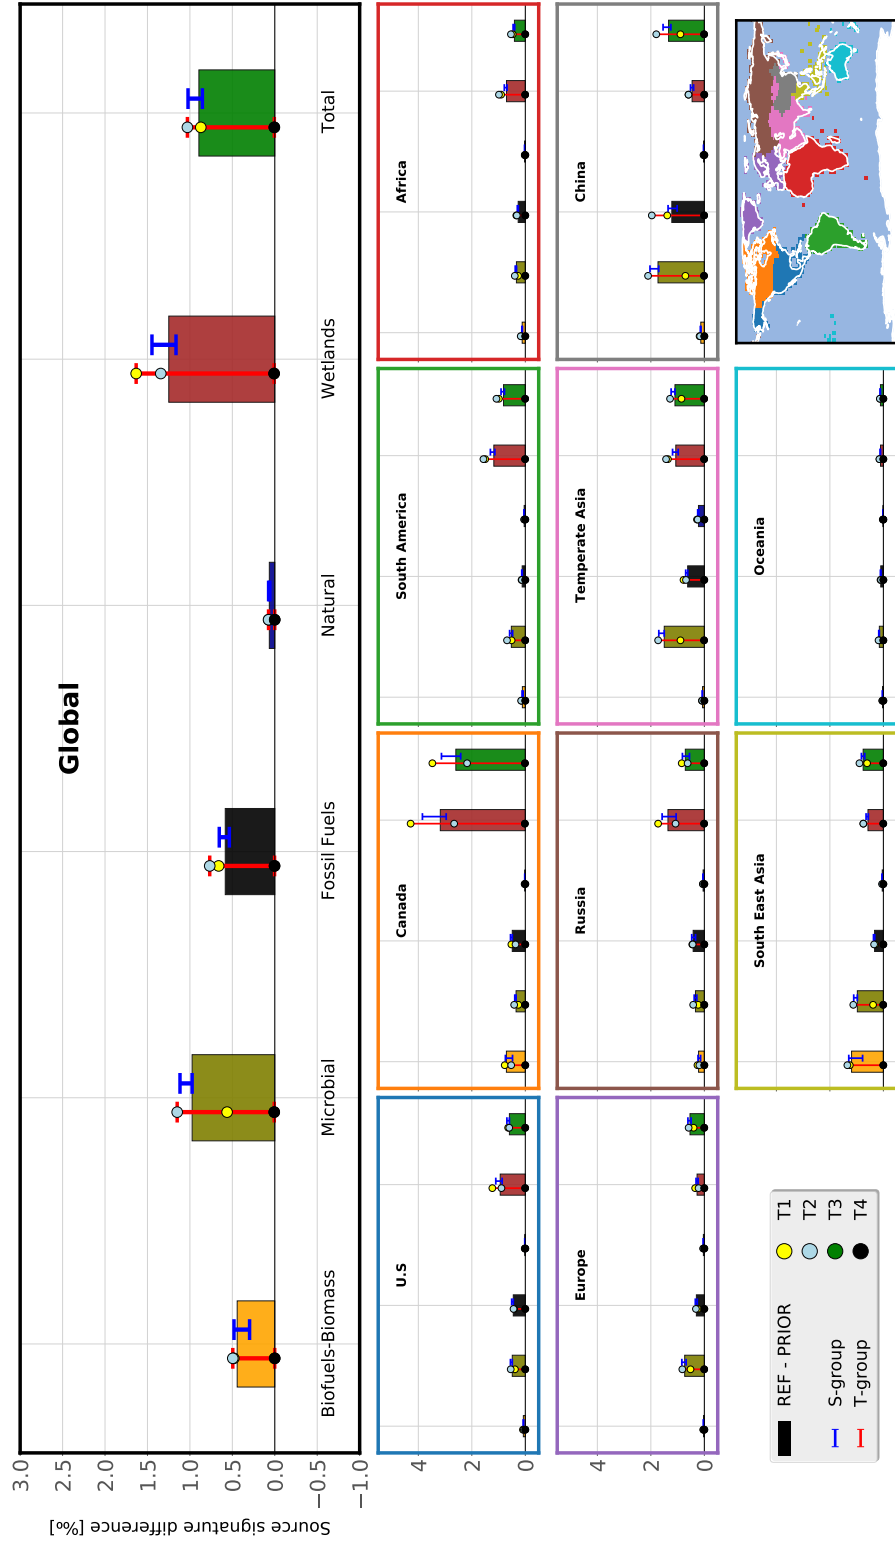 Global
Source signature difference [‰]
3.0
2.5
2.0
1.5
1.0
0.5
0.0
−0.5
−1.0
Biofuels-Biomass
Microbial
Fossil Fuels
Natural
Wetlands
Total
U.S
Canada
South America
Africa
4
2
0
Europe
Russia
Temperate Asia
China
4
2
0
South East Asia
Oceania
REF - PRIOR
S-group
T-group
T1
T2
T3
T4